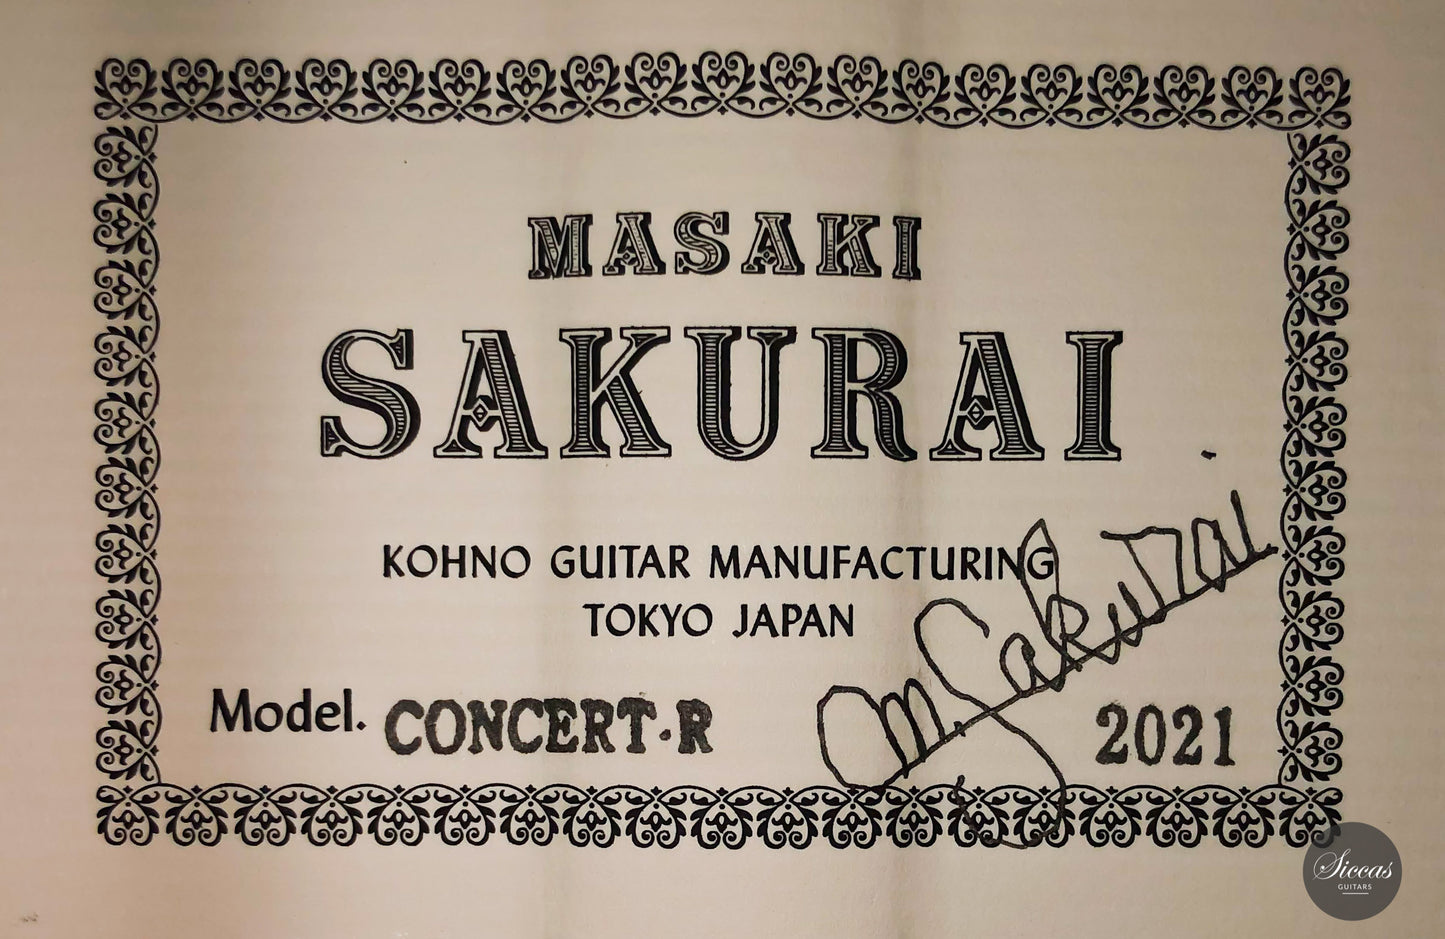 MASAKI
SAKURAI
KOHNO GUITAR MANUFACTURING
TOKYO JAPAN
Model. CONCERT·R
M. Sakurai
2021
Siccas
GUITARS